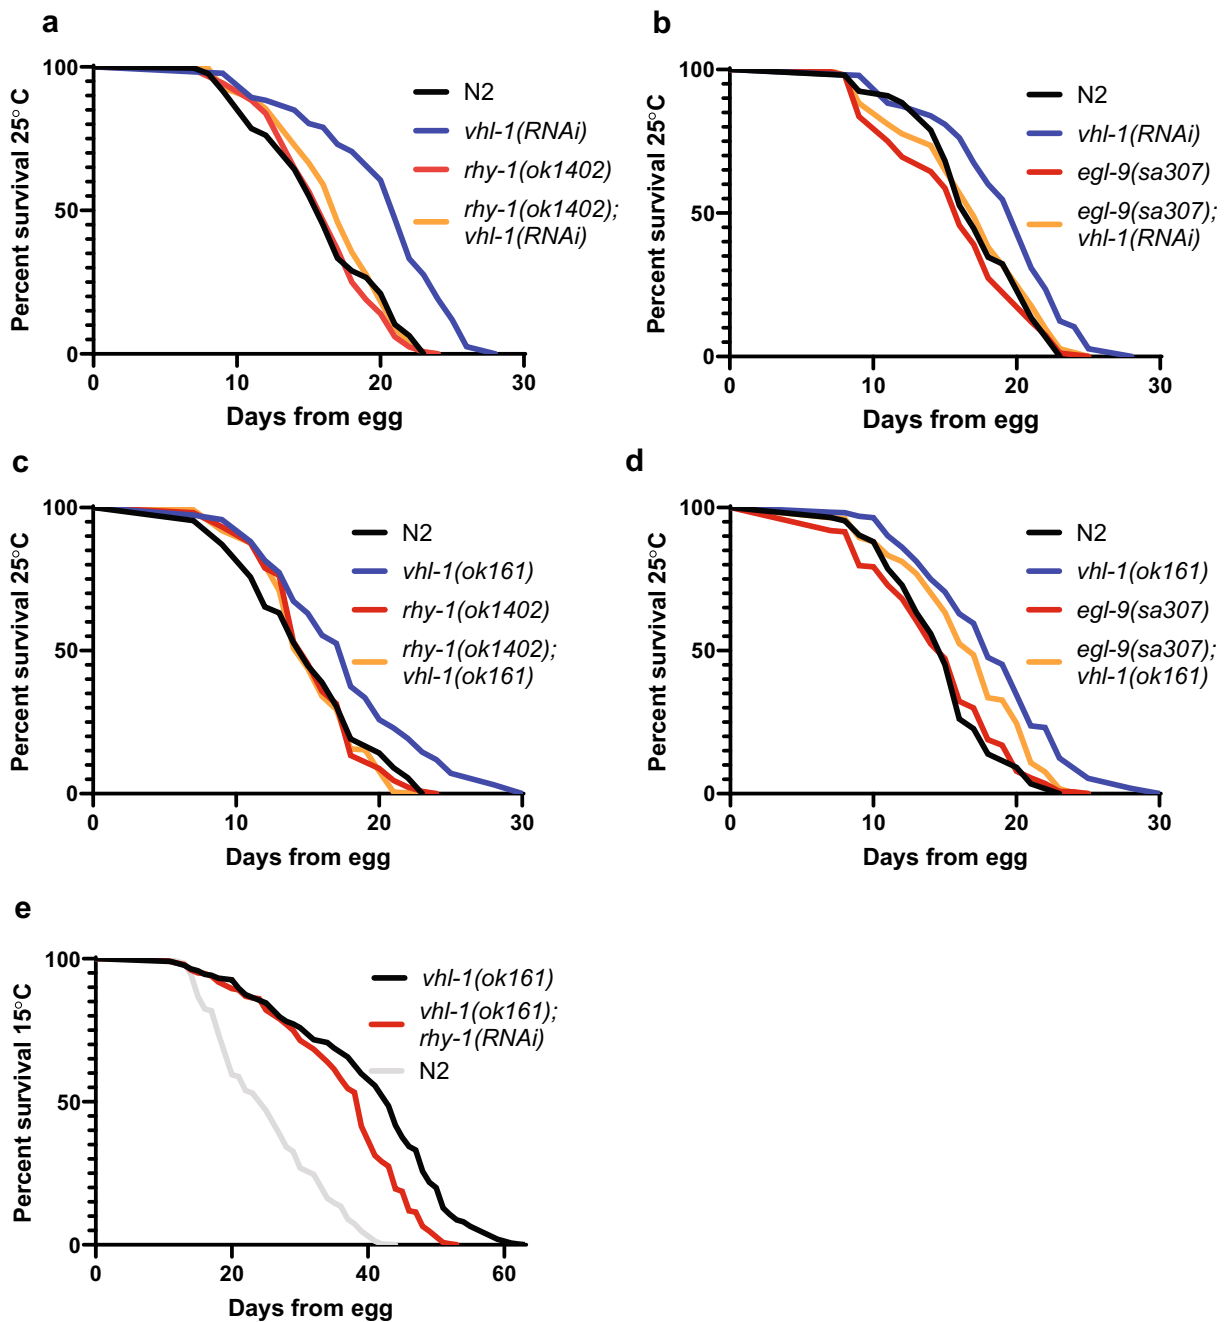 a
Percent survival 25°C
100
50
0
0
10
20
30
Days from egg
N2
vhl-1(RNAi)
rhy-1(ok1402)
rhy-1(ok1402);
vhl-1(RNAi)
b
Percent survival 25°C
100
50
0
0
10
20
30
Days from egg
N2
vhl-1(RNAi)
egl-9(sa307)
egl-9(sa307);
vhl-1(RNAi)
c
Percent survival 25°C
100
50
0
0
10
20
30
Days from egg
N2
vhl-1(ok161)
rhy-1(ok1402)
rhy-1(ok1402);
vhl-1(ok161)
d
Percent survival 25°C
100
50
0
0
10
20
30
Days from egg
N2
vhl-1(ok161)
egl-9(sa307)
egl-9(sa307);
vhl-1(ok161)
e
Percent survival 15°C
100
50
0
0
20
40
60
Days from egg
vhl-1(ok161)
vhl-1(ok161);
rhy-1(RNAi)
N2